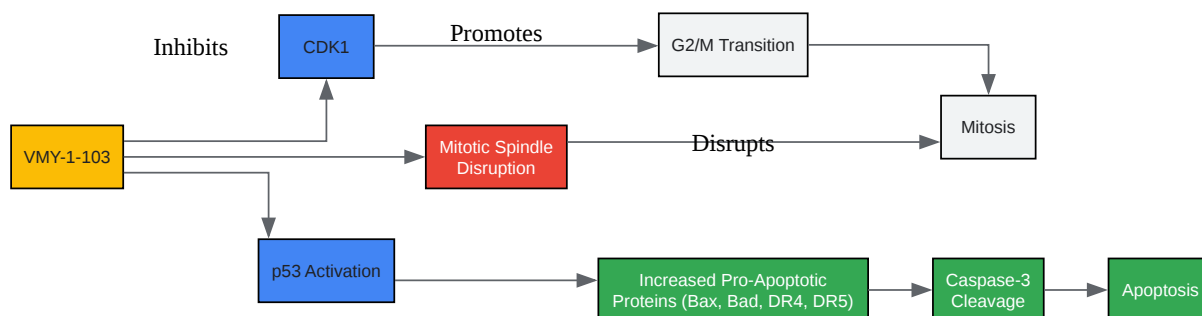 Inhibits
CDK1
Promotes
G2/M Transition
VMY-1-103
Mitotic Spindle
Disruption
Disrupts
Mitosis
p53 Activation
Increased Pro-Apoptotic
Proteins (Bax, Bad, DR4, DR5)
Caspase-3
Cleavage
Apoptosis